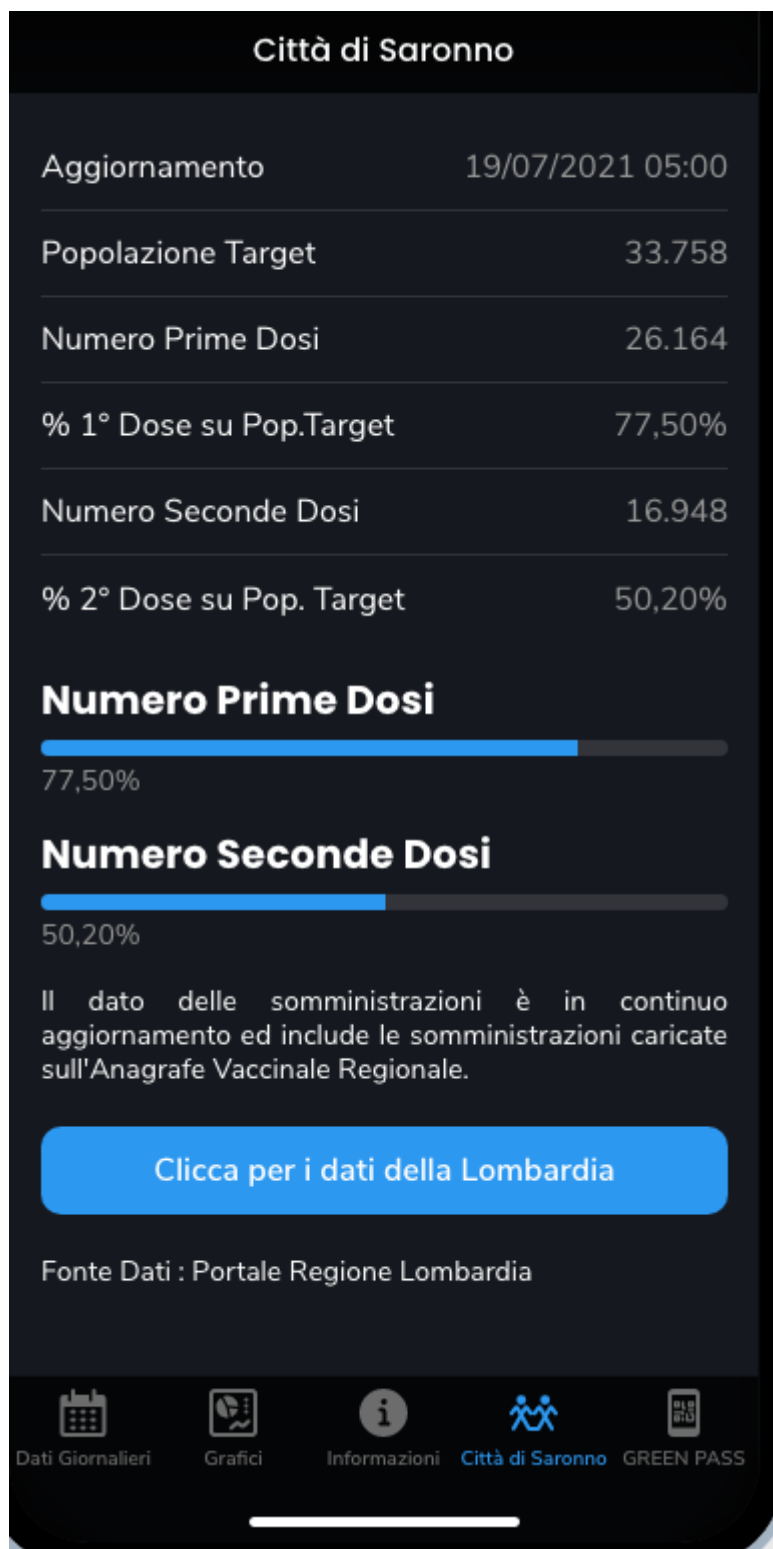 Città di Saronno
Aggiornamento 19/07/2021 05:00
Popolazione Target 33.758
Numero Prime Dosi 26.164
% 1° Dose su Pop.Target 77,50%
Numero Seconde Dosi 16.948
% 2° Dose su Pop. Target 50,20%
Numero Prime Dosi
77,50%
Numero Seconde Dosi
50,20%
Il dato delle somministrazioni è in continuo
aggiornamento ed include le somministrazioni caricate
sull'Anagrafe Vaccinale Regionale.
Clicca per i dati della Lombardia
Fonte Dati : Portale Regione Lombardia
Dati Giornalieri Grafici Informazioni Città di Saronno GREEN PASS